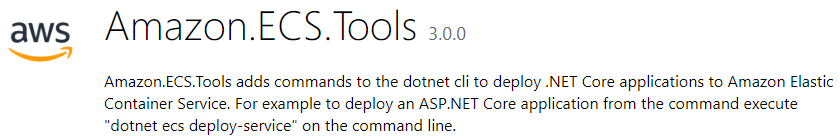 aws
Amazon.ECS.Tools 3.0.0
Amazon.ECS.Tools adds commands to the dotnet cli to deploy .NET Core applications to Amazon Elastic
Container Service. For example to deploy an ASP.NET Core application from the command execute
"dotnet ecs deploy-service" on the command line.